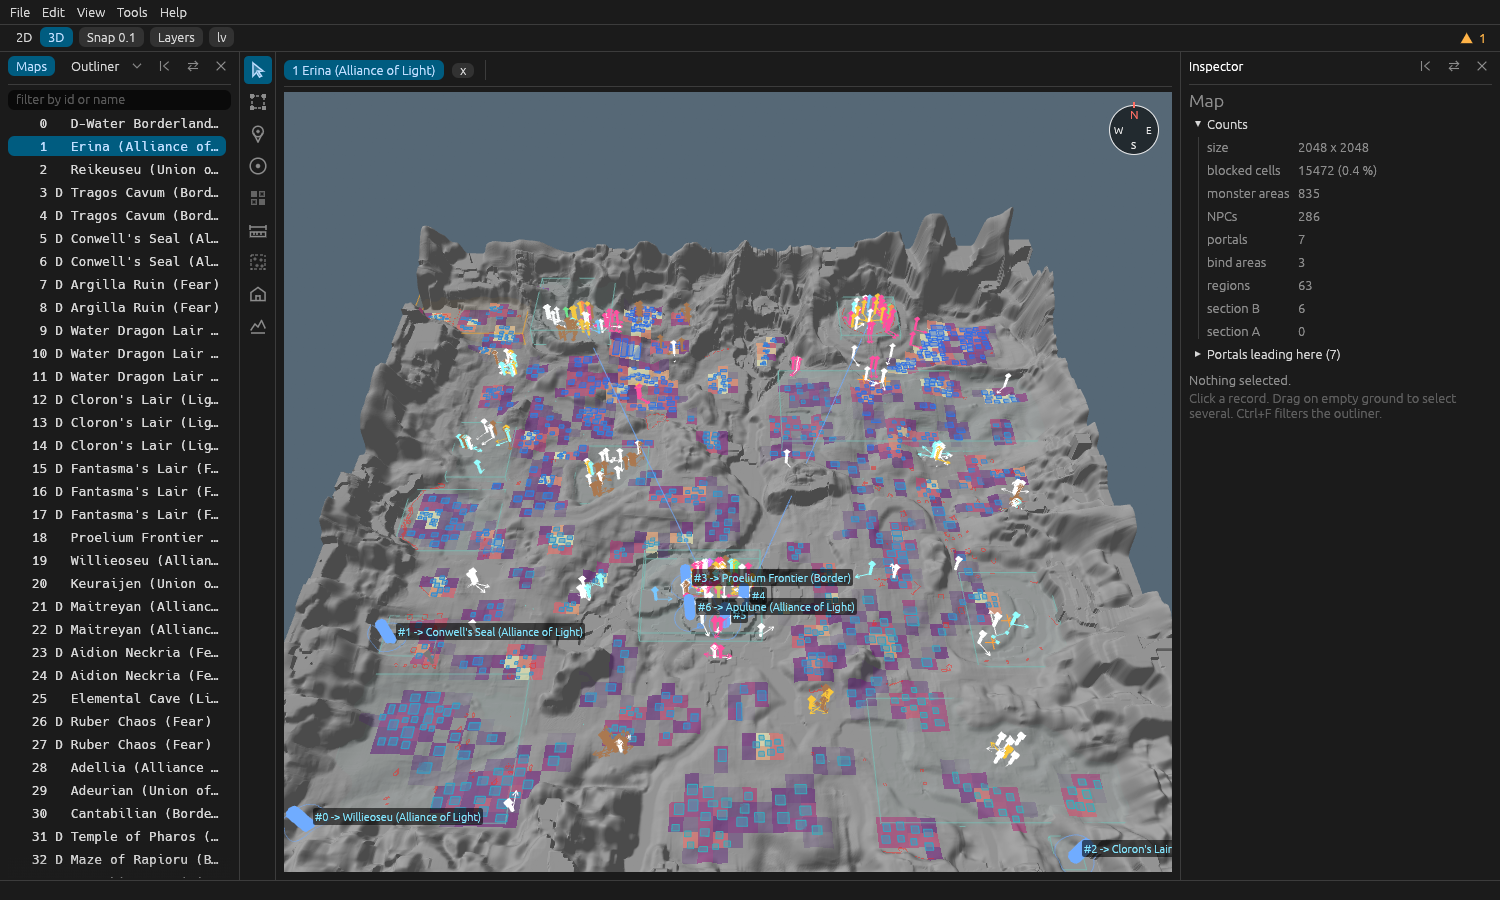 File Edit View Tools Help
2D 3D Snap 0.1 Layers lv 1
Maps Outliner
filter by id or name
0 D-Water Borderland…
1 Erina (Alliance of…
2 Reikeuseu (Union o…
3 D Tragos Cavum (Bord…
4 D Tragos Cavum (Bord…
5 D Conwell's Seal (Al…
6 D Conwell's Seal (Al…
7 D Argilla Ruin (Fear)
8 D Argilla Ruin (Fear)
9 D Water Dragon Lair …
10 D Water Dragon Lair …
11 D Water Dragon Lair …
12 D Cloron's Lair (Lig…
13 D Cloron's Lair (Lig…
14 D Cloron's Lair (Lig…
15 D Fantasma's Lair (F…
16 D Fantasma's Lair (F…
17 D Fantasma's Lair (F…
18 Proelium Frontier …
19 Willieoseu (Allian…
20 Keuraijen (Union o…
21 D Maitreyan (Allianc…
22 D Maitreyan (Allianc…
23 D Aidion Neckria (Fe…
24 D Aidion Neckria (Fe…
25 Elemental Cave (Li…
26 D Ruber Chaos (Fear)
27 D Ruber Chaos (Fear)
28 Adellia (Alliance …
29 Adeurian (Union of…
30 Cantabilian (Borde…
31 D Temple of Pharos (…
32 D Maze of Rapioru (B…
1 Erina (Alliance of Light) x
N
W E
S
#3 -> Proelium Frontier (Border)
#4
#6 -> Apulune (Alliance of Light)
#5
#1 -> Conwell's Seal (Alliance of Light)
#0 -> Willieoseu (Alliance of Light)
#2 -> Cloron's Lair
Inspector
Map
Counts
size 2048 x 2048
blocked cells 15472 (0.4 %)
monster areas 835
NPCs 286
portals 7
bind areas 3
regions 63
section B 6
section A 0
Portals leading here (7)
Nothing selected.
Click a record. Drag on empty ground to select
several. Ctrl+F filters the outliner.